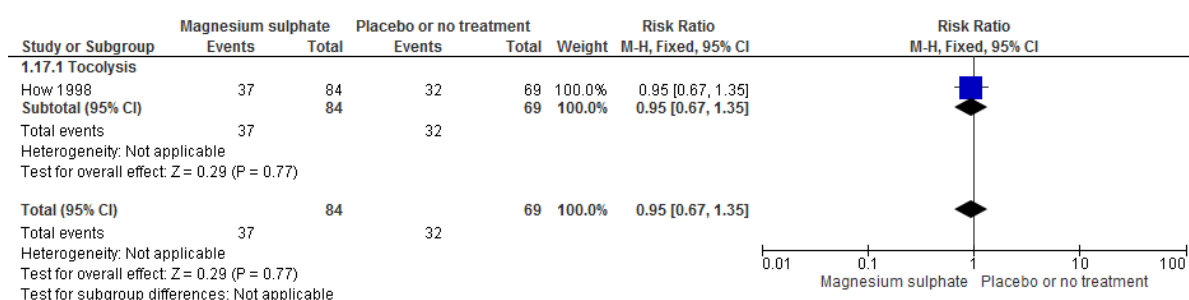 Magnesium sulphate Placebo or no treatment Risk Ratio Risk Ratio
Study or Subgroup Events Total Events Total Weight M-H, Fixed, 95% CI M-H, Fixed, 95% CI
1.17.1 Tocolysis
How 1998 37 84 32 69 100.0% 0.95 [0.67, 1.35]
Subtotal (95% CI) 84 69 100.0% 0.95 [0.67, 1.35]
Total events 37 32
Heterogeneity: Not applicable
Test for overall effect: Z = 0.29 (P = 0.77)
Total (95% CI) 84 69 100.0% 0.95 [0.67, 1.35]
Total events 37 32
Heterogeneity: Not applicable
Test for overall effect: Z = 0.29 (P = 0.77)
Test for subgroup differences: Not applicable
0.01 0.1 1 10 100
Magnesium sulphate Placebo or no treatment